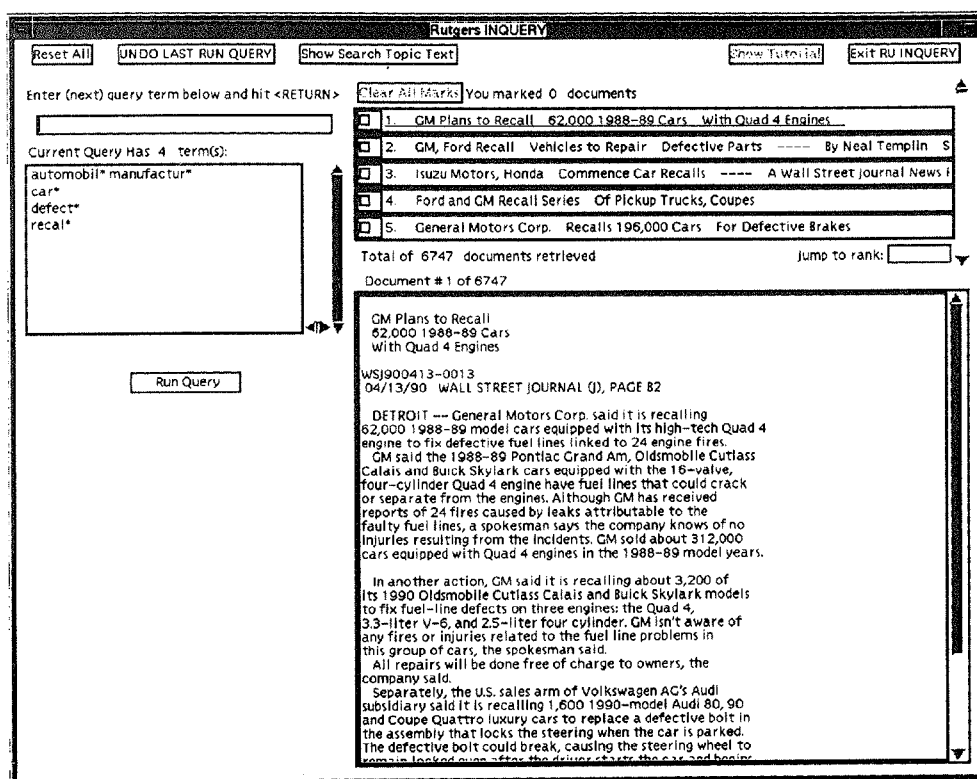 Rutgers INQUERY
Reset All UNDO LAST RUN QUERY Show Search Topic Text Show Tutorial Exit RU INQUERY
Enter (next) query term below and hit <RETURN>
Current Query Has 4 term(s):
automobil* manufactur*
car*
defect*
recal*
Run Query
Clear All Marks You marked 0 documents
1. GM Plans to Recall 62,000 1988-89 Cars With Quad 4 Engines
2. GM, Ford Recall Vehicles to Repair Defective Parts ---- By Neal Templin S
3. Isuzu Motors, Honda Commence Car Recalls ---- A Wall Street Journal News
4. Ford and GM Recall Series Of Pickup Trucks, Coupes
5. General Motors Corp. Recalls 196,000 Cars For Defective Brakes
Total of 6747 documents retrieved Jump to rank:
Document # 1 of 6747
GM Plans to Recall
62,000 1988-89 Cars
With Quad 4 Engines
WSJ900413-0013
04/13/90 WALL STREET JOURNAL (J), PAGE B2
DETROIT -- General Motors Corp. said it is recalling
62,000 1988-89 model cars equipped with its high-tech Quad 4
engine to fix defective fuel lines linked to 24 engine fires.
GM said the 1988-89 Pontiac Grand Am, Oldsmobile Cutlass
Calais and Buick Skylark cars equipped with the 16-valve,
four-cylinder Quad 4 engine have fuel lines that could crack
or separate from the engines. Although GM has received
reports of 24 fires caused by leaks attributable to the
faulty fuel lines, a spokesman says the company knows of no
injuries resulting from the incidents. GM sold about 312,000
cars equipped with Quad 4 engines in the 1988-89 model years.
In another action, GM said it is recalling about 3,200 of
its 1990 Oldsmobile Cutlass Calais and Buick Skylark models
to fix fuel-line defects on three engines: the Quad 4,
3.3-liter V-6, and 2.5-liter four cylinder. GM isn't aware of
any fires or injuries related to the fuel line problems in
this group of cars, the spokesman said.
All repairs will be done free of charge to owners, the
company said.
Separately, the U.S. sales arm of Volkswagen AG's Audi
subsidiary said it is recalling 1,600 1990-model Audi 80, 90
and Coupe Quattro luxury cars to replace a defective bolt in
the assembly that locks the steering when the car is parked.
The defective bolt could break, causing the steering wheel to
remain locked even after the driver starts the car and begins